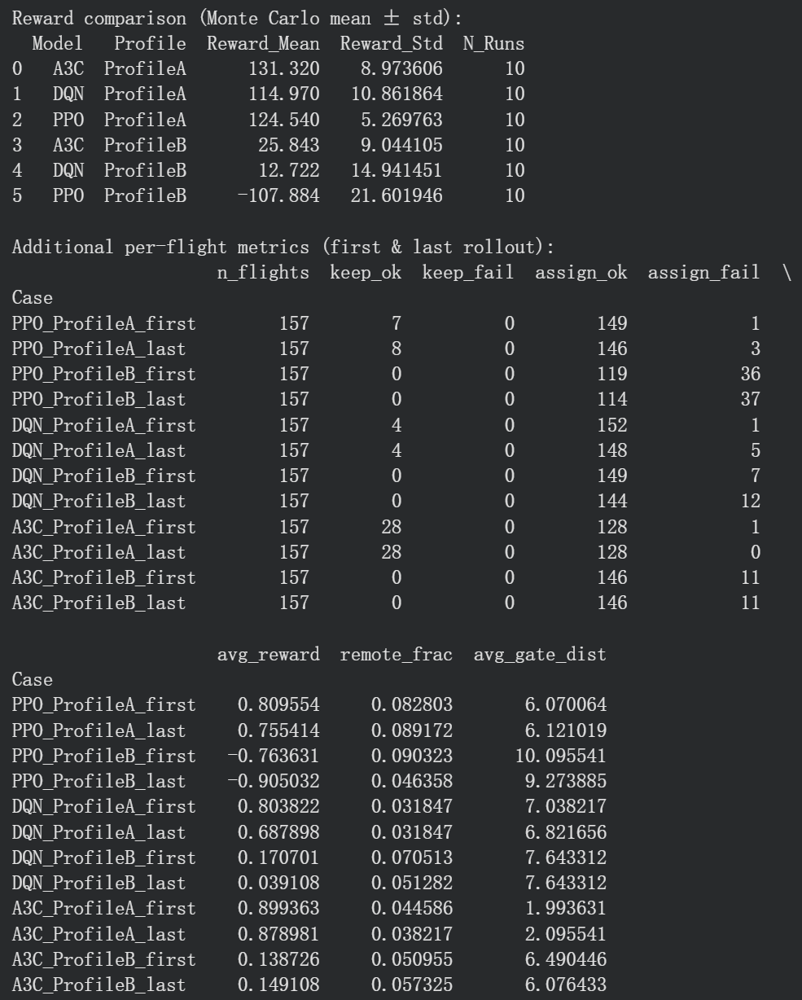 Reward comparison (Monte Carlo mean ± std):
  Model   Profile  Reward_Mean  Reward_Std  N_Runs
0   A3C  ProfileA      131.320    8.973606      10
1   DQN  ProfileA      114.970   10.861864      10
2   PPO  ProfileA      124.540    5.269763      10
3   A3C  ProfileB       25.843    9.044105      10
4   DQN  ProfileB       12.722   14.941451      10
5   PPO  ProfileB     -107.884   21.601946      10
Additional per-flight metrics (first & last rollout):
                    n_flights  keep_ok  keep_fail  assign_ok  assign_fail  \
Case
PPO_ProfileA_first        157        7          0        149            1
PPO_ProfileA_last         157        8          0        146            3
PPO_ProfileB_first        157        0          0        119           36
PPO_ProfileB_last         157        0          0        114           37
DQN_ProfileA_first        157        4          0        152            1
DQN_ProfileA_last         157        4          0        148            5
DQN_ProfileB_first        157        0          0        149            7
DQN_ProfileB_last         157        0          0        144           12
A3C_ProfileA_first        157       28          0        128            1
A3C_ProfileA_last         157       28          0        128            0
A3C_ProfileB_first        157        0          0        146           11
A3C_ProfileB_last         157        0          0        146           11
                    avg_reward  remote_frac  avg_gate_dist
Case
PPO_ProfileA_first    0.809554     0.082803       6.070064
PPO_ProfileA_last     0.755414     0.089172       6.121019
PPO_ProfileB_first   -0.763631     0.090323      10.095541
PPO_ProfileB_last    -0.905032     0.046358       9.273885
DQN_ProfileA_first    0.803822     0.031847       7.038217
DQN_ProfileA_last     0.687898     0.031847       6.821656
DQN_ProfileB_first    0.170701     0.070513       7.643312
DQN_ProfileB_last     0.039108     0.051282       7.643312
A3C_ProfileA_first    0.899363     0.044586       1.993631
A3C_ProfileA_last     0.878981     0.038217       2.095541
A3C_ProfileB_first    0.138726     0.050955       6.490446
A3C_ProfileB_last     0.149108     0.057325       6.076433